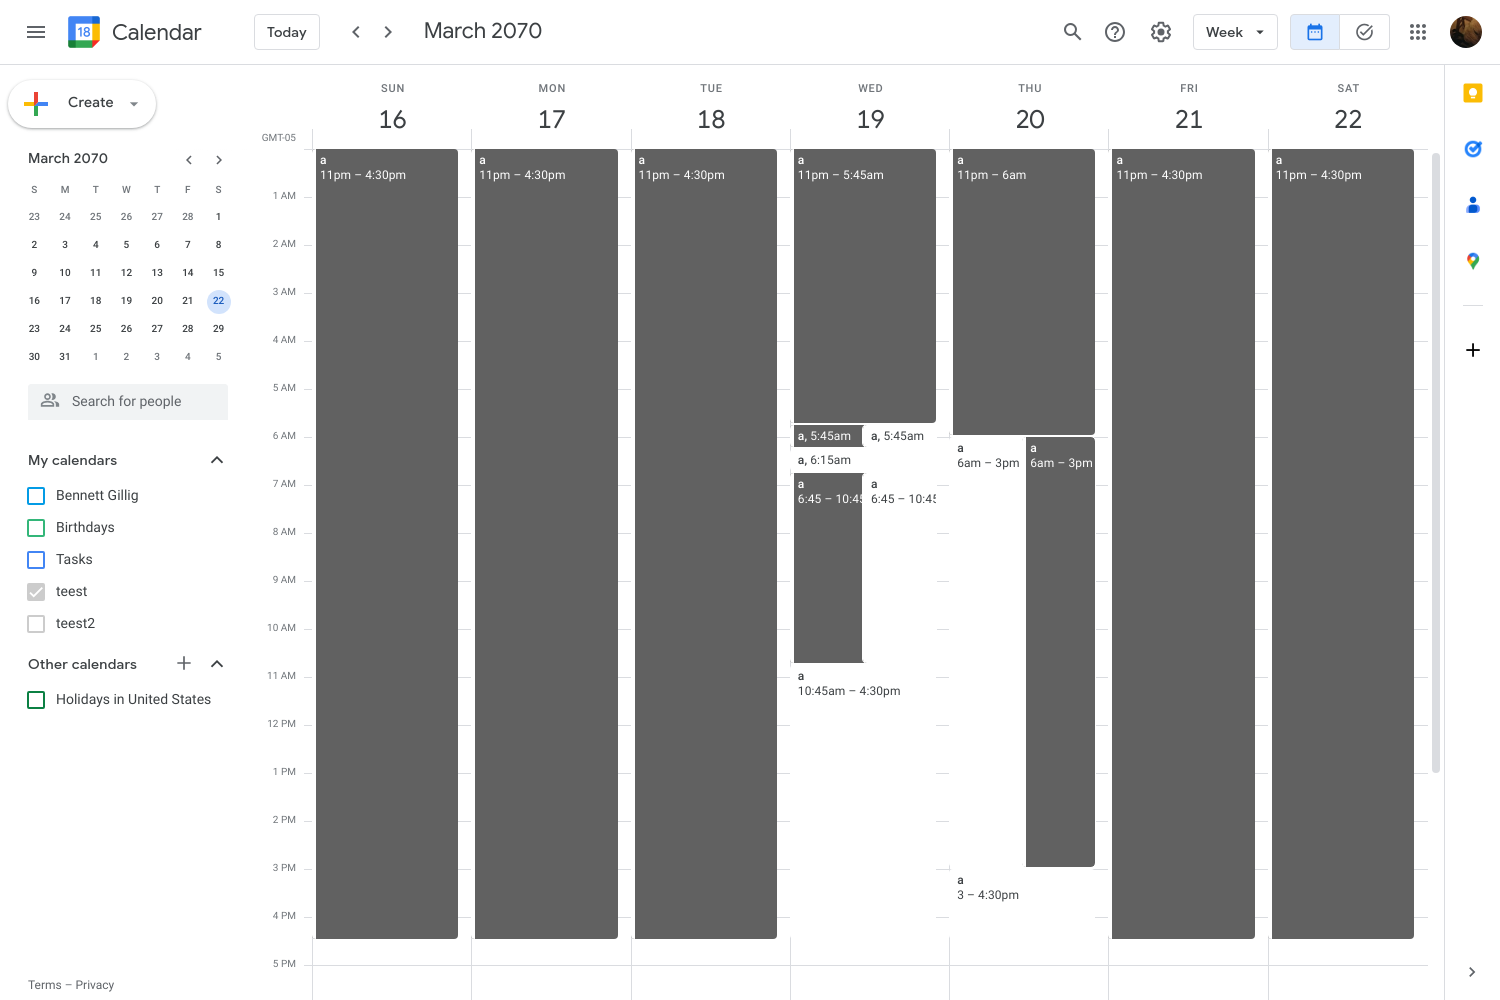 18 Calendar
Today
March 2070
Week
Create
March 2070
S M T W T F S
23 24 25 26 27 28 1
2 3 4 5 6 7 8
9 10 11 12 13 14 15
16 17 18 19 20 21 22
23 24 25 26 27 28 29
30 31 1 2 3 4 5
Search for people
My calendars
Bennett Gillig
Birthdays
Tasks
teest
teest2
Other calendars
Holidays in United States
Terms – Privacy
SUN MON TUE WED THU FRI SAT
16 17 18 19 20 21 22
GMT-05
1 AM
2 AM
3 AM
4 AM
5 AM
6 AM
7 AM
8 AM
9 AM
10 AM
11 AM
12 PM
1 PM
2 PM
3 PM
4 PM
5 PM
a
11pm – 4:30pm
a
11pm – 4:30pm
a
11pm – 4:30pm
a
11pm – 5:45am
a, 5:45am
a, 5:45am
a, 6:15am
a
6:45 – 10:45
a
6:45 – 10:45
a
10:45am – 4:30pm
a
11pm – 6am
a
6am – 3pm
a
6am – 3pm
a
3 – 4:30pm
a
11pm – 4:30pm
a
11pm – 4:30pm